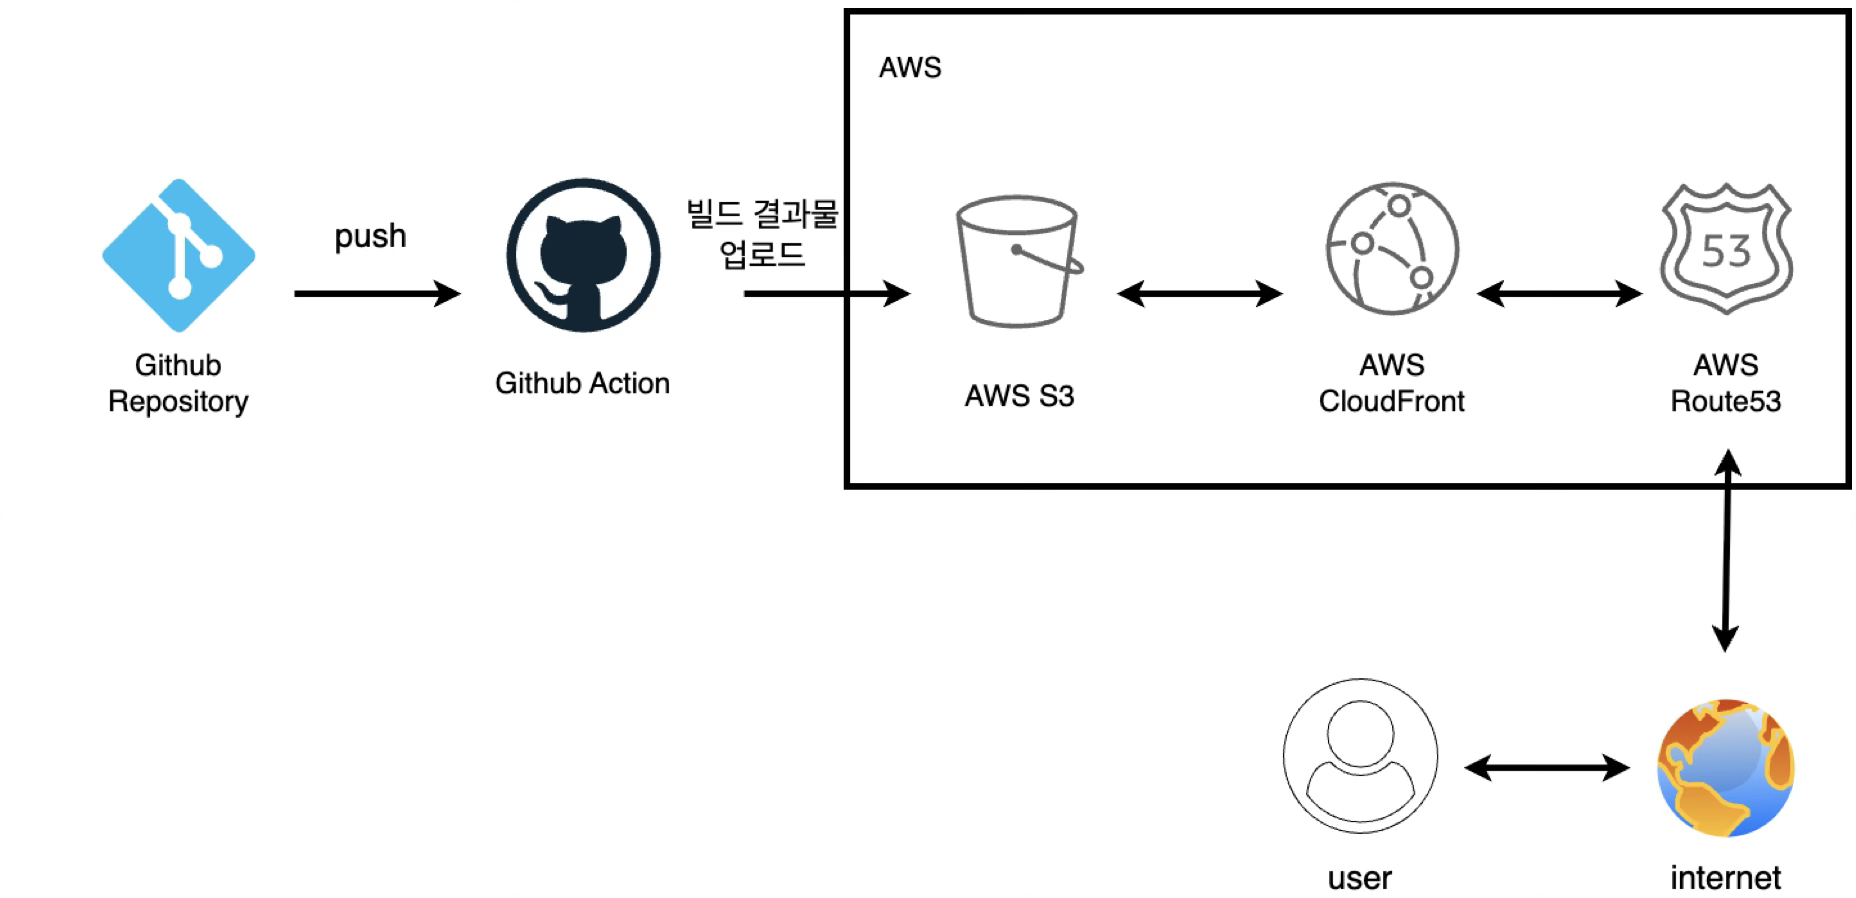 AWS
push
빌드 결과물
업로드
53
Github
Repository
Github Action
AWS S3
AWS
CloudFront
AWS
Route53
user
internet